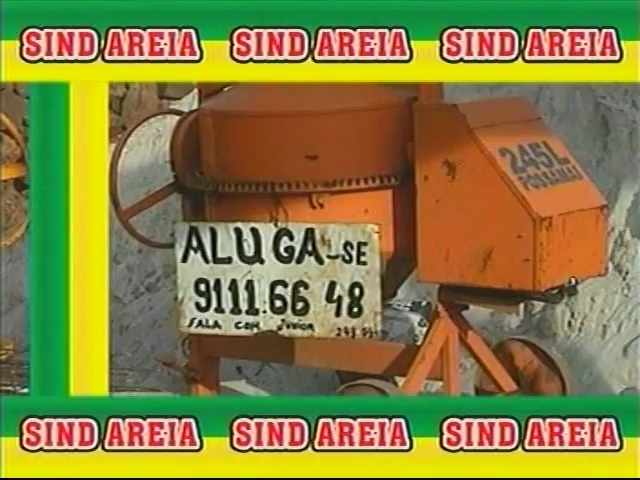 SIND AREIA SIND AREIA SIND AREIA
245L
ALUGA-SE
9111.66 48
FALA COM JUNIOR
SIND AREIA SIND AREIA SIND AREIA